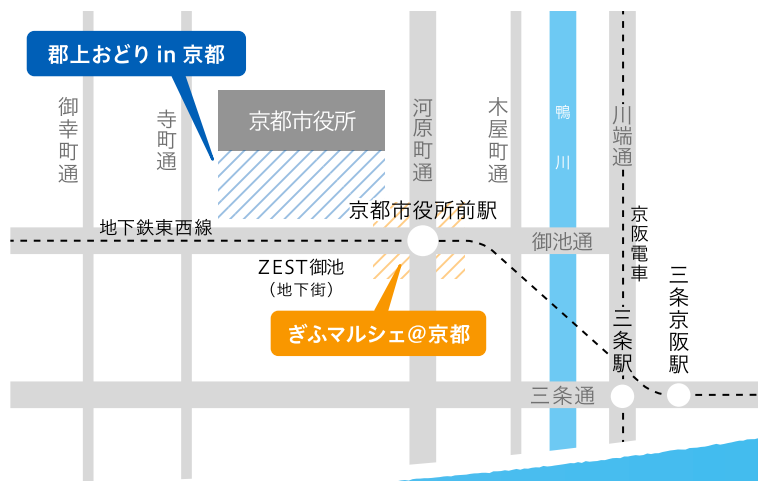 郡上おどり in 京都
御幸町通
寺町通
京都市役所
河原町通
木屋町通
鴨川
川端通
京都市役所前駅
地下鉄東西線
御池通
京阪電車
ZEST御池
（地下街）
三条京阪駅
三条駅
ぎふマルシェ@京都
三条通